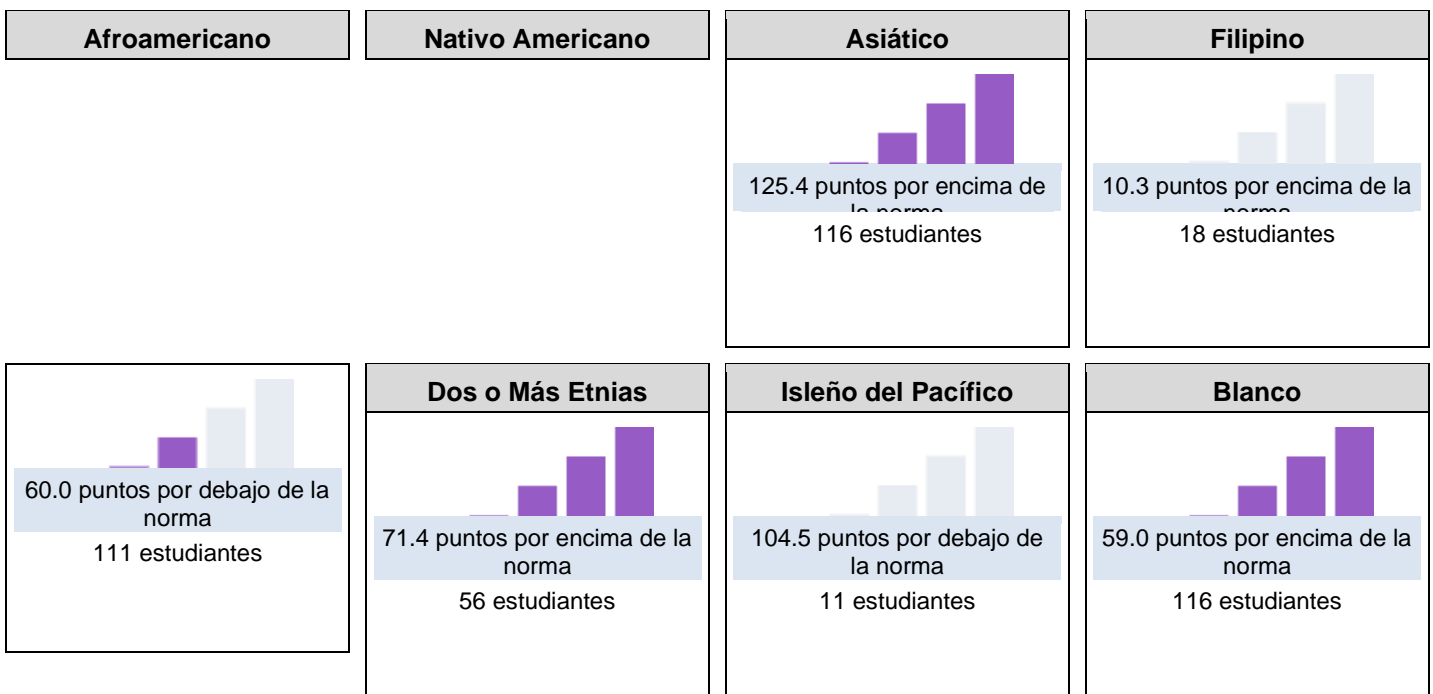 Afroamericano
Nativo Americano
Asiático
Filipino
125.4 puntos por encima de
la norma
116 estudiantes
10.3 puntos por encima de la
norma
18 estudiantes
60.0 puntos por debajo de la
norma
111 estudiantes
Dos o Más Etnias
71.4 puntos por encima de la
norma
56 estudiantes
Isleño del Pacífico
104.5 puntos por debajo de
la norma
11 estudiantes
Blanco
59.0 puntos por encima de la
norma
116 estudiantes